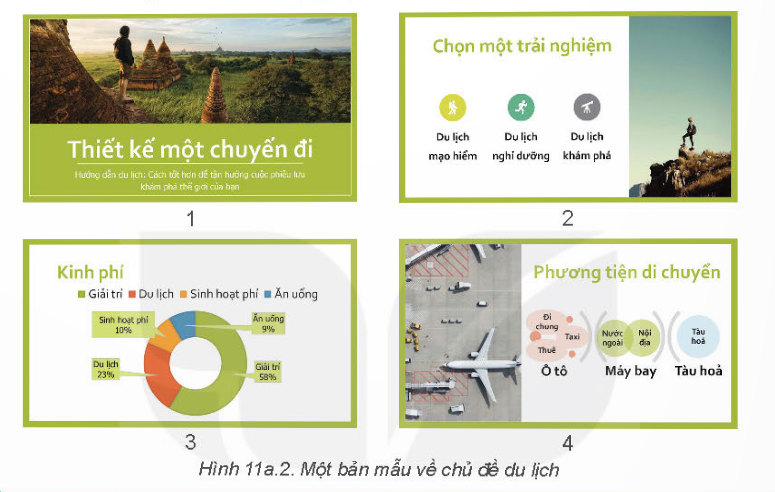 Thiết kế một chuyến đi
Hướng dẫn du lịch: Cách tốt hơn để tận hưởng cuộc phiêu lưu
khám phá thế giới của bạn
1
Chọn một trải nghiệm
Du lịch
mạo hiểm
Du lịch
nghỉ dưỡng
Du lịch
khám phá
2
Kinh phí
Giải trí Du lịch Sinh hoạt phí Ăn uống
Sinh hoạt phí
10%
Ăn uống
9%
Du lịch
23%
Giải trí
58%
3
Phương tiện di chuyển
Đi
chung
Taxi
Thuê
Nước
ngoài
Nội
địa
Tàu
hoả
Ô tô
Máy bay
Tàu hoả
4
Hình 11a.2. Một bản mẫu về chủ đề du lịch